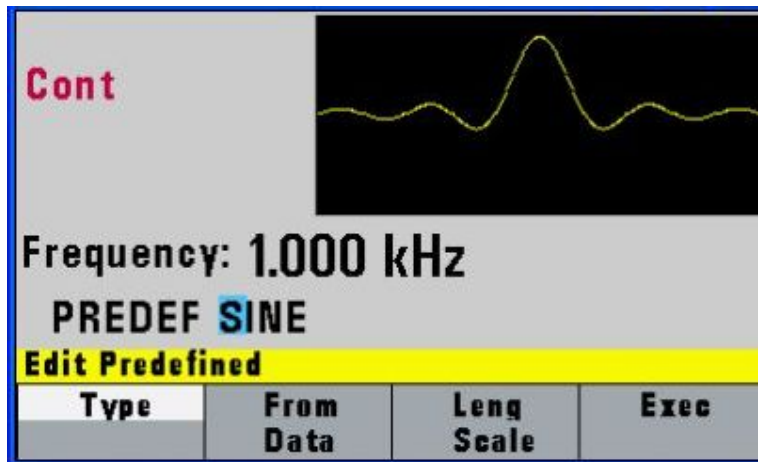 Cont
Frequency: 1.000 kHz
PREDEF SINE
Edit Predefined
Type From Data Leng Scale Exec